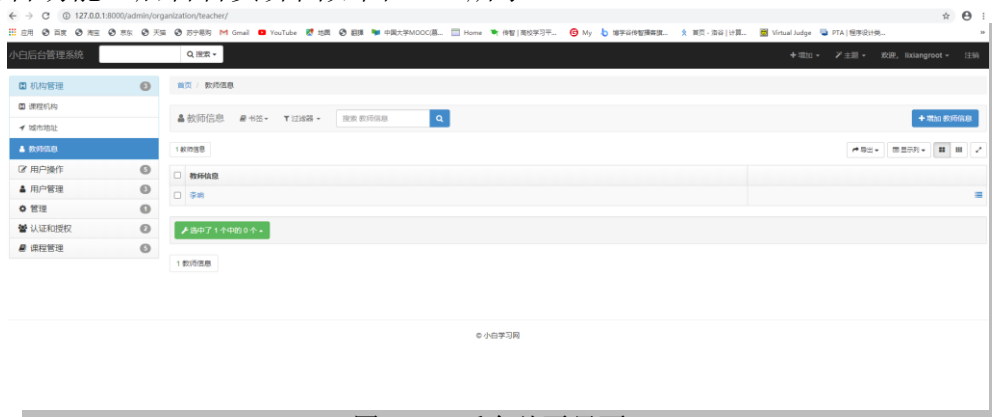 127.0.0.1:8000/admin/organization/teacher/
应用 百度 淘宝 京东 天猫 苏宁易购 Gmail YouTube 地图 翻译 中国大学MOOC(慕... Home 传智|高校学习平... My 博学谷传智播客旗... 首页 - 洛谷 | 计算... Virtual Judge PTA | 程序设计类... »
小白后台管理系统 搜索 增加 主题 欢迎, lixiangroot 注销
机构管理 3
首页 / 教师信息
课程机构
教师信息 书签 过滤器 搜索 教师信息 增加 教师信息
城市地址
教师信息
1 教师信息 导出 显示列
用户操作 5
教师信息
用户管理 3
管理 1
认证和授权 2
选中了 1 个中的 0 个
课程管理 5
1 教师信息
© 小白学习网